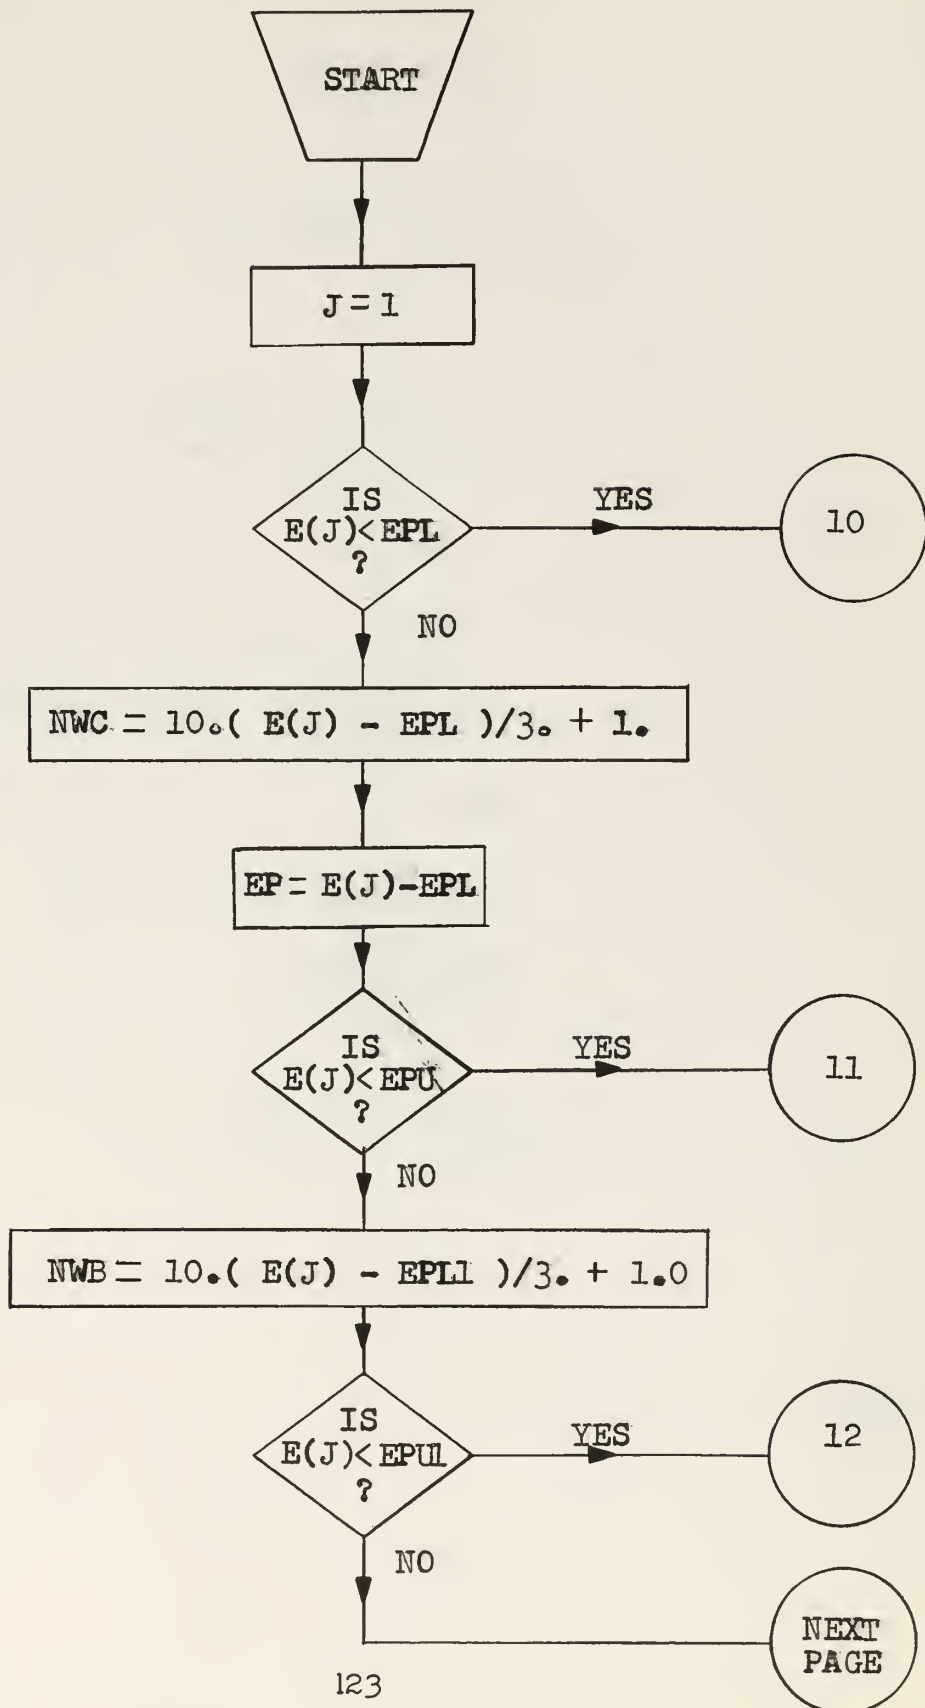 START
J = 1
IS
E(J)<EPL
?
YES
10
NO
NWC = 10.( E(J) - EPL )/3. + 1.
EP = E(J)-EPL
IS
E(J)<EPU
?
YES
11
NO
NWB = 10.( E(J) - EPL1 )/3. + 1.0
IS
E(J)<EPU1
?
YES
12
NO
NEXT
PAGE
123